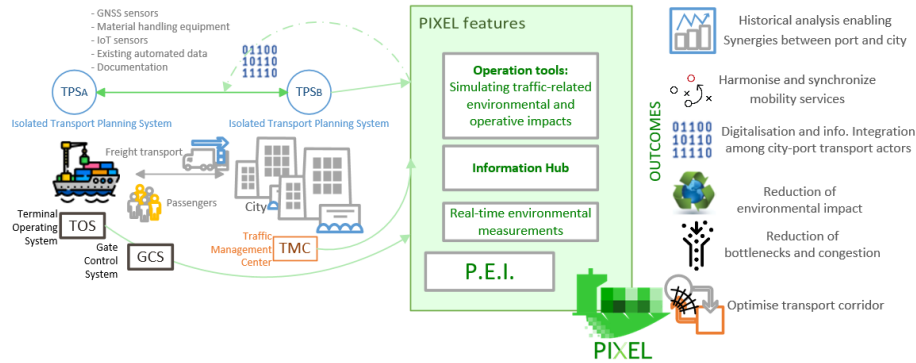 - GNSS sensors
- Material handling equipment
- IoT sensors
- Existing automated data
- Documentation
01100
10111
11110
TPSA
TPSB
Isolated Transport Planning System
Isolated Transport Planning System
Freight transport
Passengers
City
Terminal
Operating
System
TOS
Gate
Control
System
GCS
Traffic
Management
Center
TMC
PIXEL features
Operation tools:
Simulating traffic-related
environmental and
operative impacts
Information Hub
Real-time environmental
measurements
P.E.I.
PIXEL
OUTCOMES
Historical analysis enabling
Synergies between port and city
Harmonise and synchronize
mobility services
01100
10110
11110
Digitalisation and info. Integration
among city-port transport actors
Reduction of
environmental impact
Reduction of
bottlenecks and congestion
Optimise transport corridor